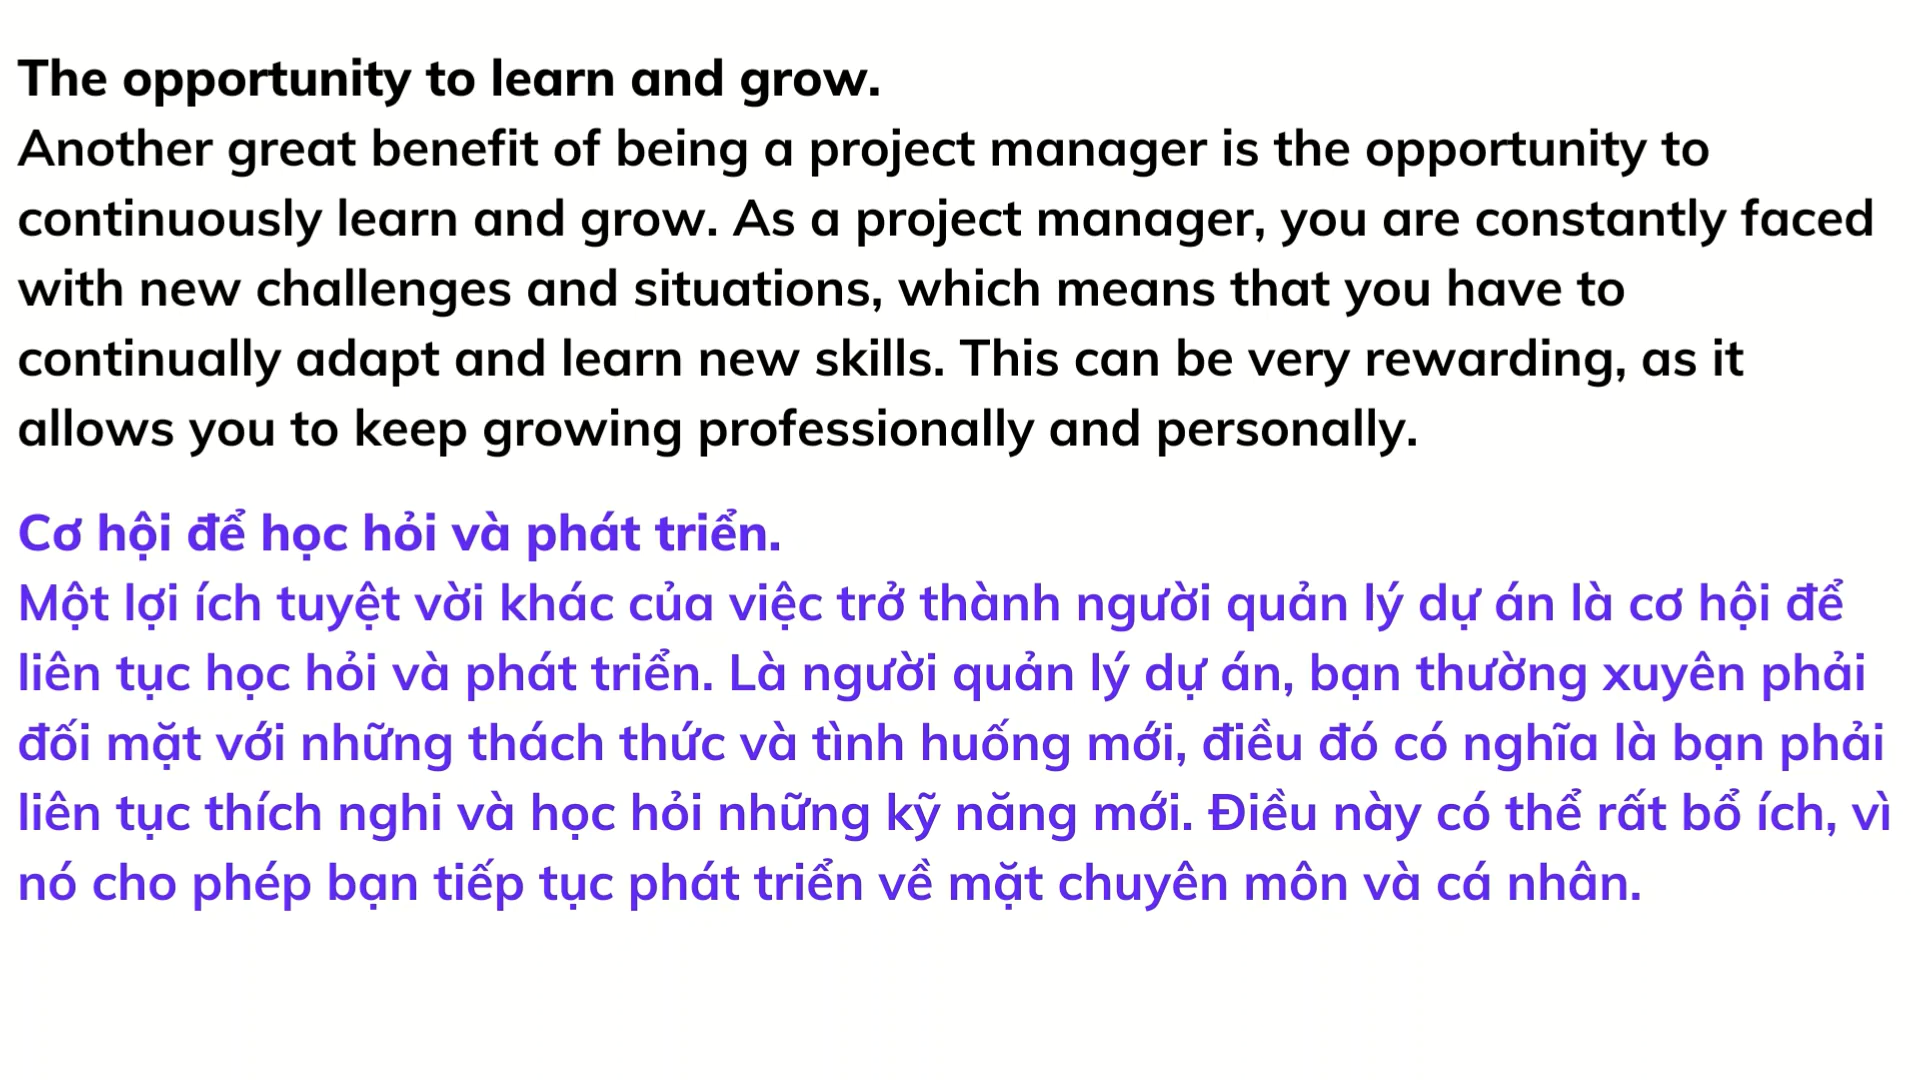 The opportunity to learn and grow.
Another great benefit of being a project manager is the opportunity to
continuously learn and grow. As a project manager, you are constantly faced
with new challenges and situations, which means that you have to
continually adapt and learn new skills. This can be very rewarding, as it
allows you to keep growing professionally and personally.
Cơ hội để học hỏi và phát triển.
Một lợi ích tuyệt vời khác của việc trở thành người quản lý dự án là cơ hội để
liên tục học hỏi và phát triển. Là người quản lý dự án, bạn thường xuyên phải
đối mặt với những thách thức và tình huống mới, điều đó có nghĩa là bạn phải
liên tục thích nghi và học hỏi những kỹ năng mới. Điều này có thể rất bổ ích, vì
nó cho phép bạn tiếp tục phát triển về mặt chuyên môn và cá nhân.